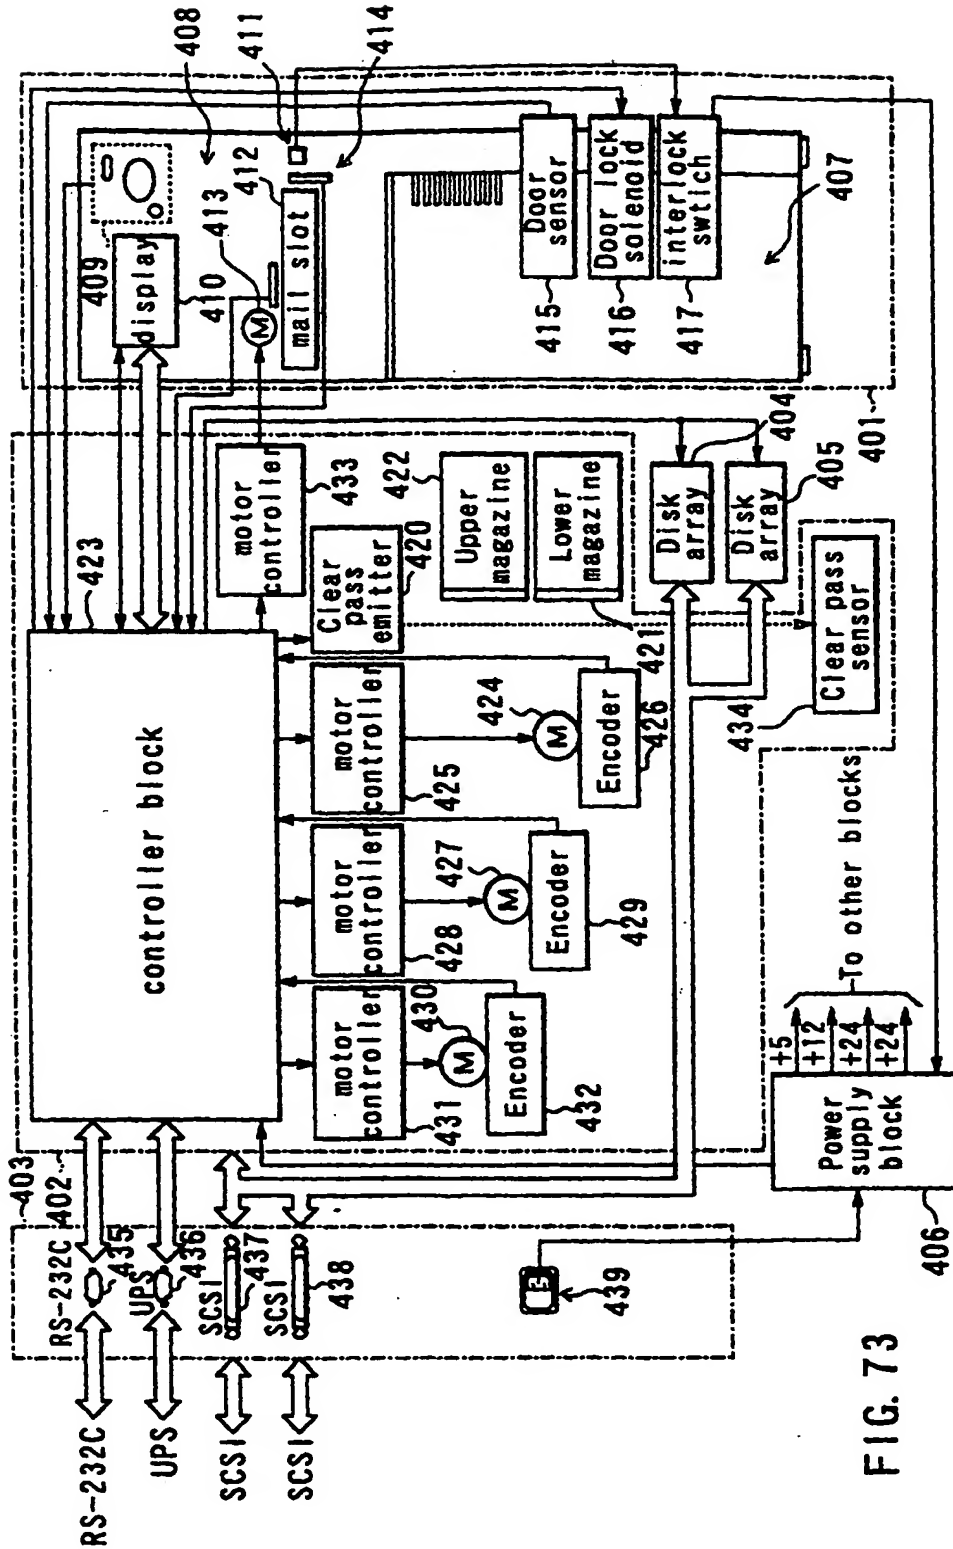 RS-232C
UPS
SCSI
SCSI
403
402
RS-232C
435
UPS
436
SCSI
437
SCSI
438
439
controller block
423
motor
controller
431
430
M
Encoder
432
motor
controller
428
427
M
Encoder
429
motor
controller
425
424
M
Encoder
426
Clear
pass
emitter
420
motor
controller
433
Upper
magazine
422
Lower
magazine
421
Disk
array
404
Disk
array
405
Clear pass
sensor
434
401
display
409
410
M
413
mail slot
412
408
411
414
Door
sensor
415
Door lock
solenoid
416
interlock
swtich
417
407
Power
supply
block
406
+5
+12
+24
+24
To other blocks
FIG. 73